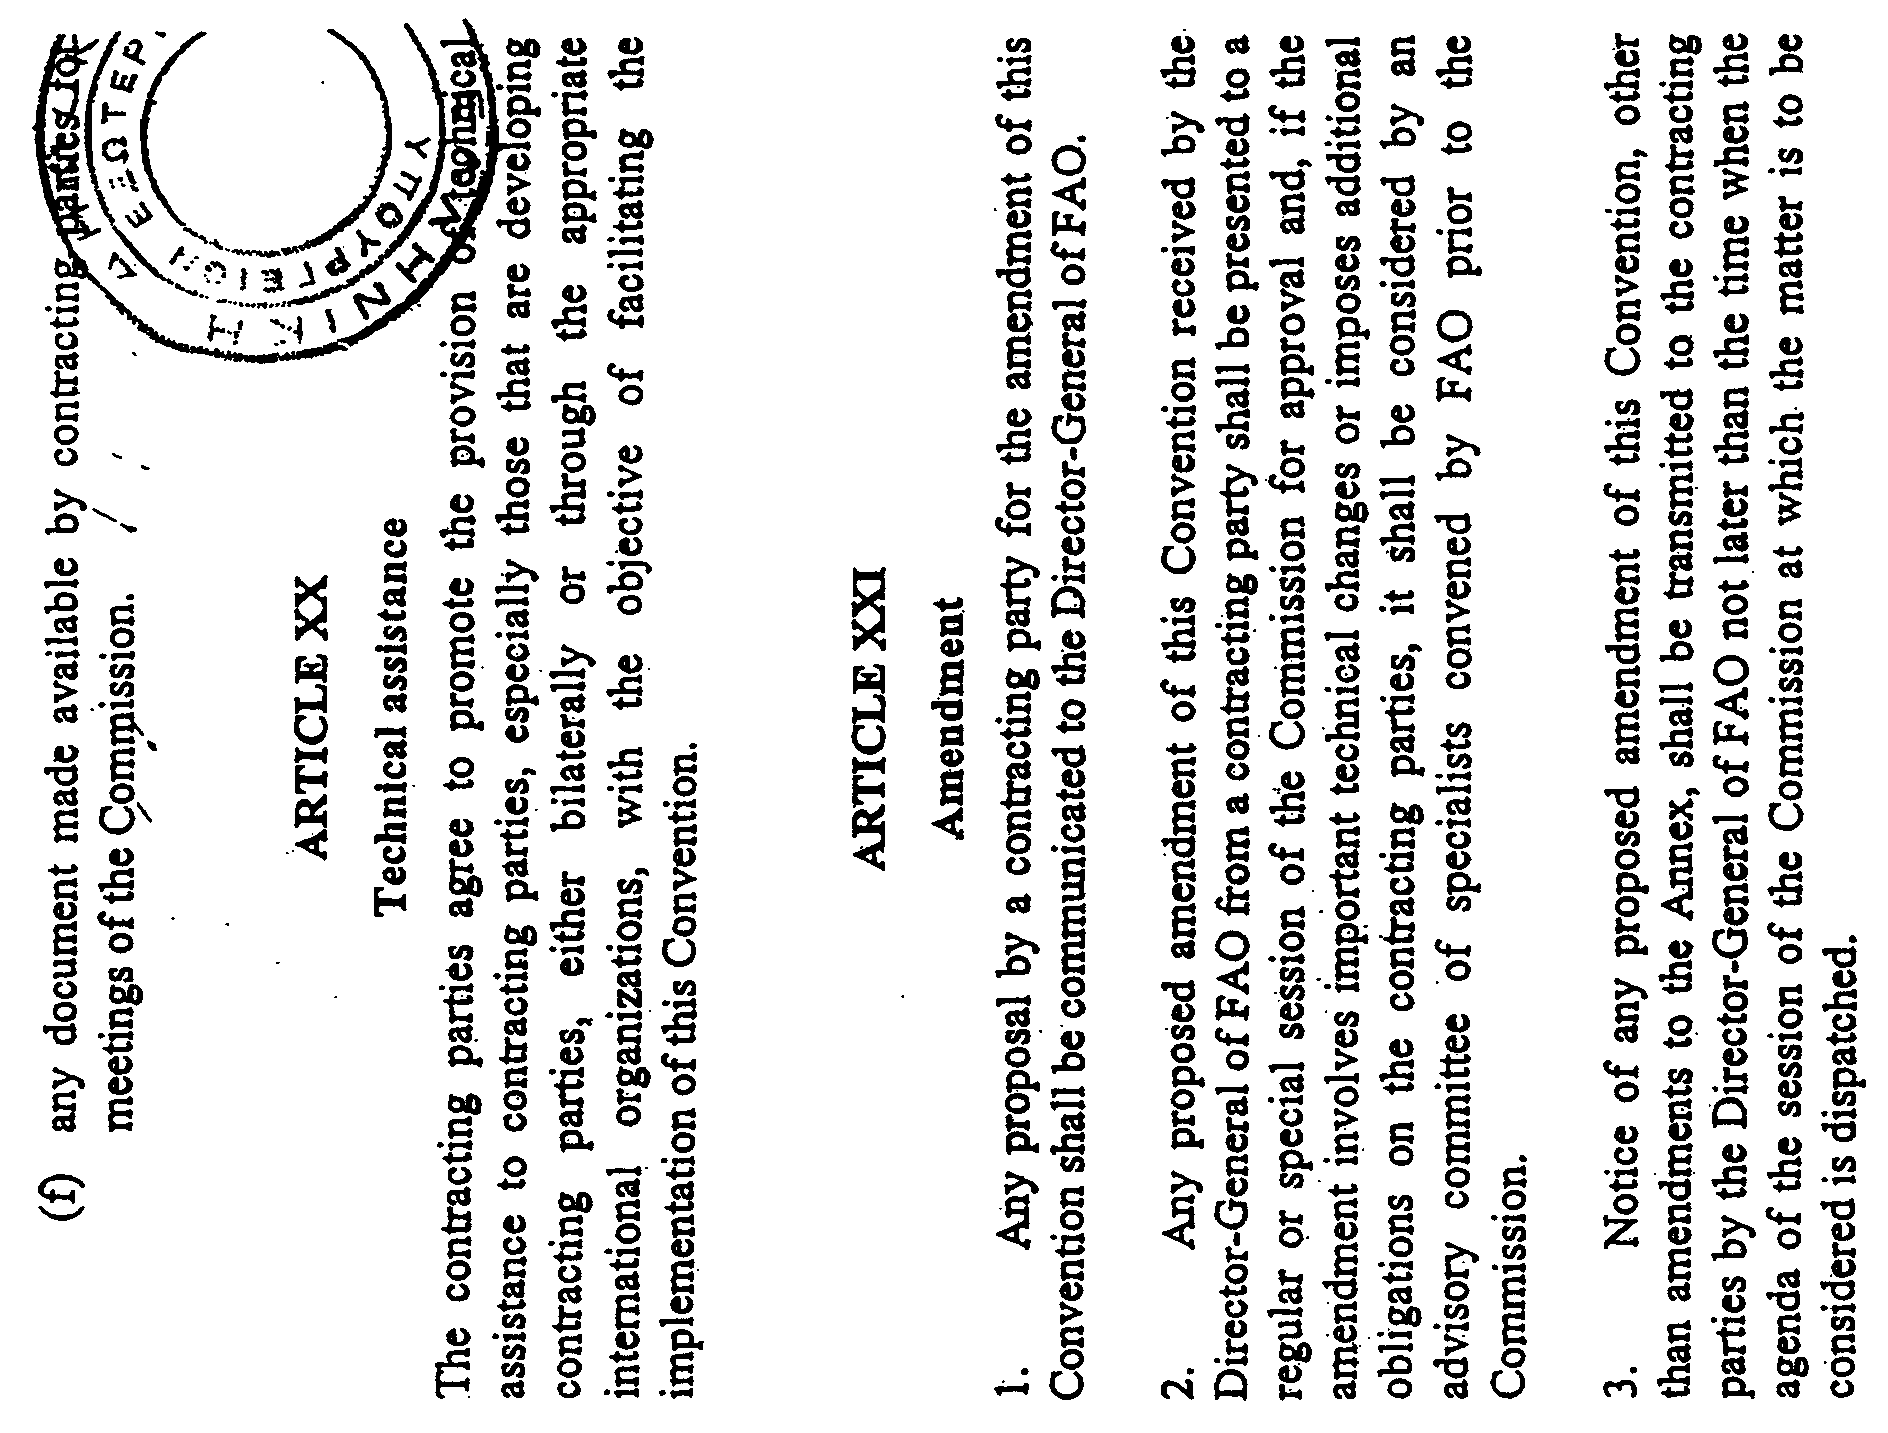 (f) any document made available by contracting parties for
meetings of the Commission.
ARTICLE XX
Technical assistance
The contracting parties agree to promote the provision of technical
assistance to contracting parties, especially those that are developing
contracting parties, either bilaterally or through the appropriate
international organizations, with the objective of facilitating the
implementation of this Convention.
ARTICLE XXI
Amendment
1. Any proposal by a contracting party for the amendment of this
Convention shall be communicated to the Director-General of FAO.
2. Any proposed amendment of this Convention received by the
Director-General of FAO from a contracting party shall be presented to a
regular or special session of the Commission for approval and, if the
amendment involves important technical changes or imposes additional
obligations on the contracting parties, it shall be considered by an
advisory committee of specialists convened by FAO prior to the
Commission.
3. Notice of any proposed amendment of this Convention, other
than amendments to the Annex, shall be transmitted to the contracting
parties by the Director-General of FAO not later than the time when the
agenda of the session of the Commission at which the matter is to be
considered is dispatched.
ΥΠΟΥΡΓΕΙΟΝ ΕΞΩΤΕΡ
ΗΝΙΚΗ Δ